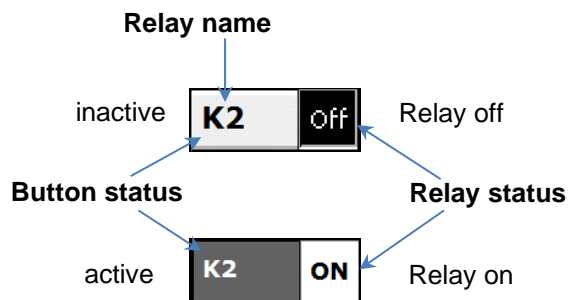 Relay name
inactive K2 Off Relay off
Button status Relay status
active K2 ON Relay on